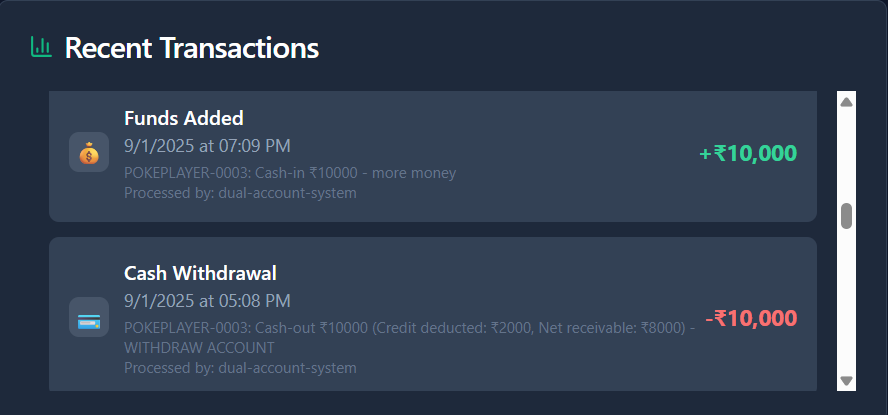 Recent Transactions
Funds Added
9/1/2025 at 07:09 PM
POKEPLAYER-0003: Cash-in ₹10000 - more money
Processed by: dual-account-system
+₹10,000
Cash Withdrawal
9/1/2025 at 05:08 PM
POKEPLAYER-0003: Cash-out ₹10000 (Credit deducted: ₹2000, Net receivable: ₹8000) -
WITHDRAW ACCOUNT
Processed by: dual-account-system
-₹10,000